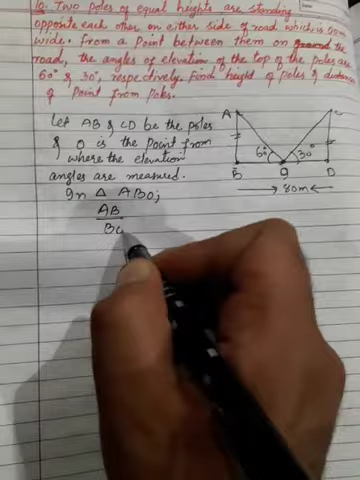 10. Two poles of equal heights are standing
opposite each other on either side of road which is 80m
wide. From a Point between them on the
road, the angles of elevation of the top of the poles are
60° & 30°, respectively. Find height of poles & distance
of Point from Poles.
Let AB & CD be the poles
& O is the point from
where the elevation
angles are measured.
In △ ABO,
AB
BO
A C
60° 30°
B O D
80m